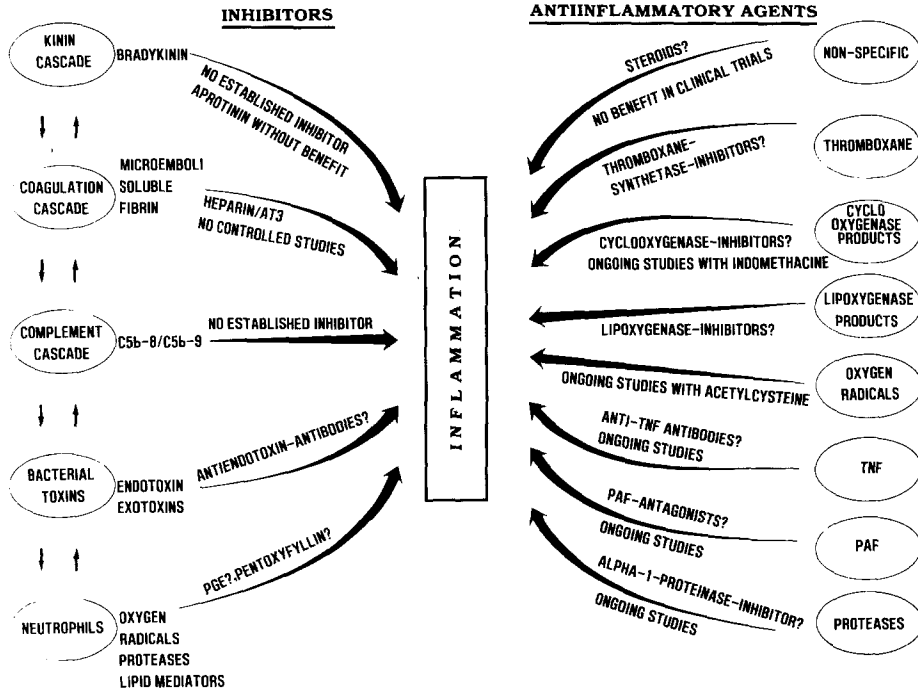 INHIBITORS
KININ
CASCADE
BRADYKININ
NO ESTABLISHED INHIBITOR
APROTININ WITHOUT BENEFIT
COAGULATION
CASCADE
MICROEMBOLI
SOLUBLE
FIBRIN
HEPARIN/AT3
NO CONTROLLED STUDIES
COMPLEMENT
CASCADE
C5b-8/C5b-9
NO ESTABLISHED INHIBITOR
BACTERIAL
TOXINS
ENDOTOXIN
EXOTOXINS
ANTIENDOTOXIN-ANTIBODIES?
NEUTROPHILS
OXYGEN
RADICALS
PROTEASES
LIPID MEDIATORS
PGE?,PENTOXYFYLLIN?
INFLAMMATION
ANTIINFLAMMATORY AGENTS
STEROIDS?
NO BENEFIT IN CLINICAL TRIALS
NON-SPECIFIC
THROMBOXANE-
SYNTHETASE-INHIBITORS?
THROMBOXANE
CYCLOOXYGENASE-INHIBITORS?
ONGOING STUDIES WITH INDOMETHACINE
CYCLO
OXYGENASE
PRODUCTS
LIPOXYGENASE-INHIBITORS?
LIPOXYGENASE
PRODUCTS
ONGOING STUDIES WITH ACETYLCYSTEINE
OXYGEN
RADICALS
ANTI-TNF ANTIBODIES?
ONGOING STUDIES
TNF
PAF-ANTAGONISTS?
ONGOING STUDIES
PAF
ALPHA-1-PROTEINASE-INHIBITOR?
ONGOING STUDIES
PROTEASES